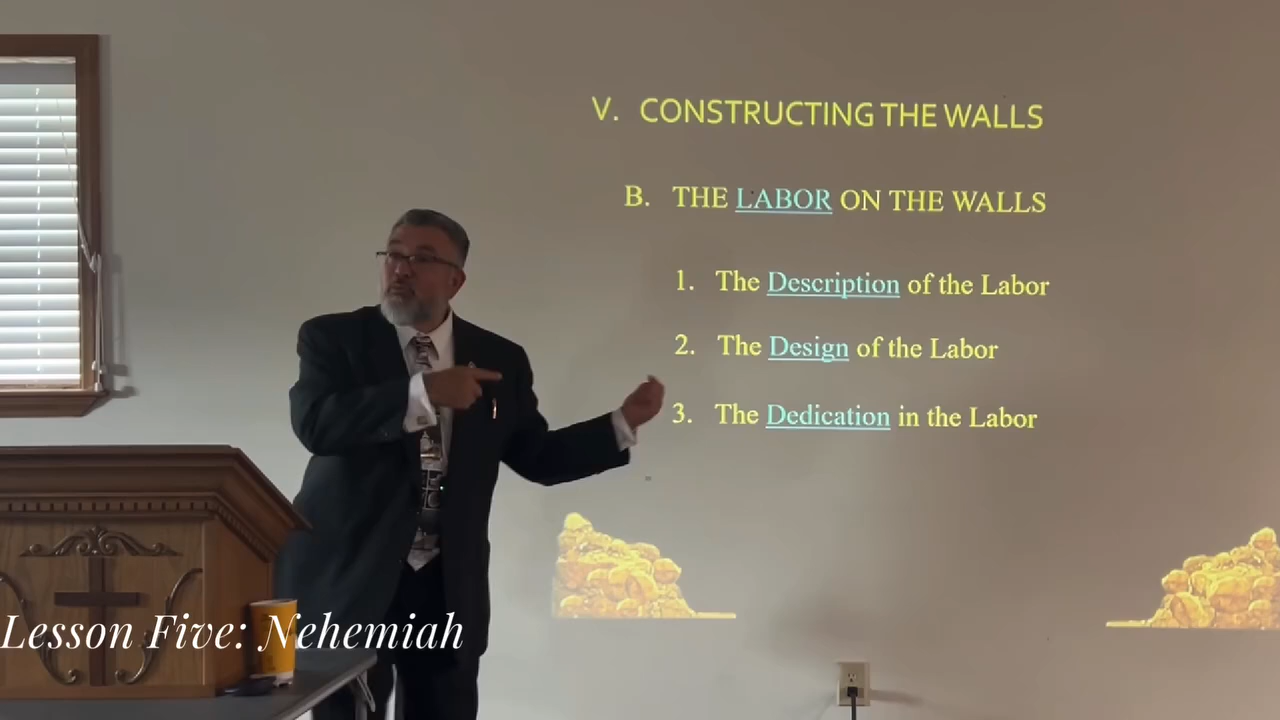 V. CONSTRUCTING THE WALLS
B. THE LABOR ON THE WALLS
1. The Description of the Labor
2. The Design of the Labor
3. The Dedication in the Labor
Lesson Five: Nehemiah